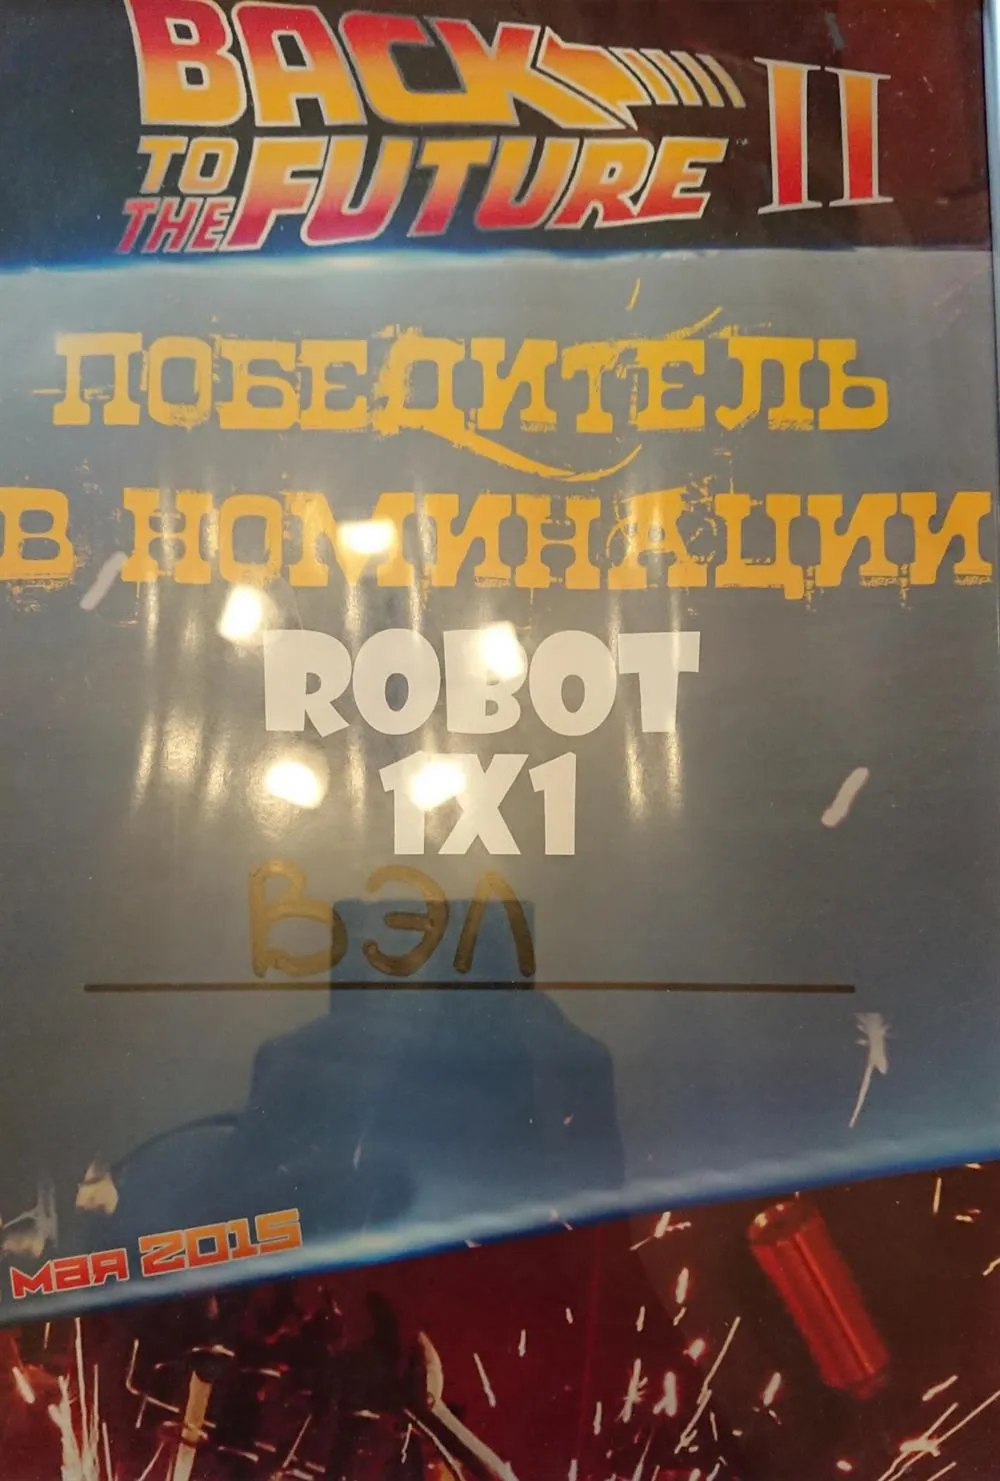 BACK II
TO THE FUTURE
ПОБЕДИТЕЛЬ
В НОМИНАЦИИ
ROBOT
1X1
ВЭЛ
мая 2015